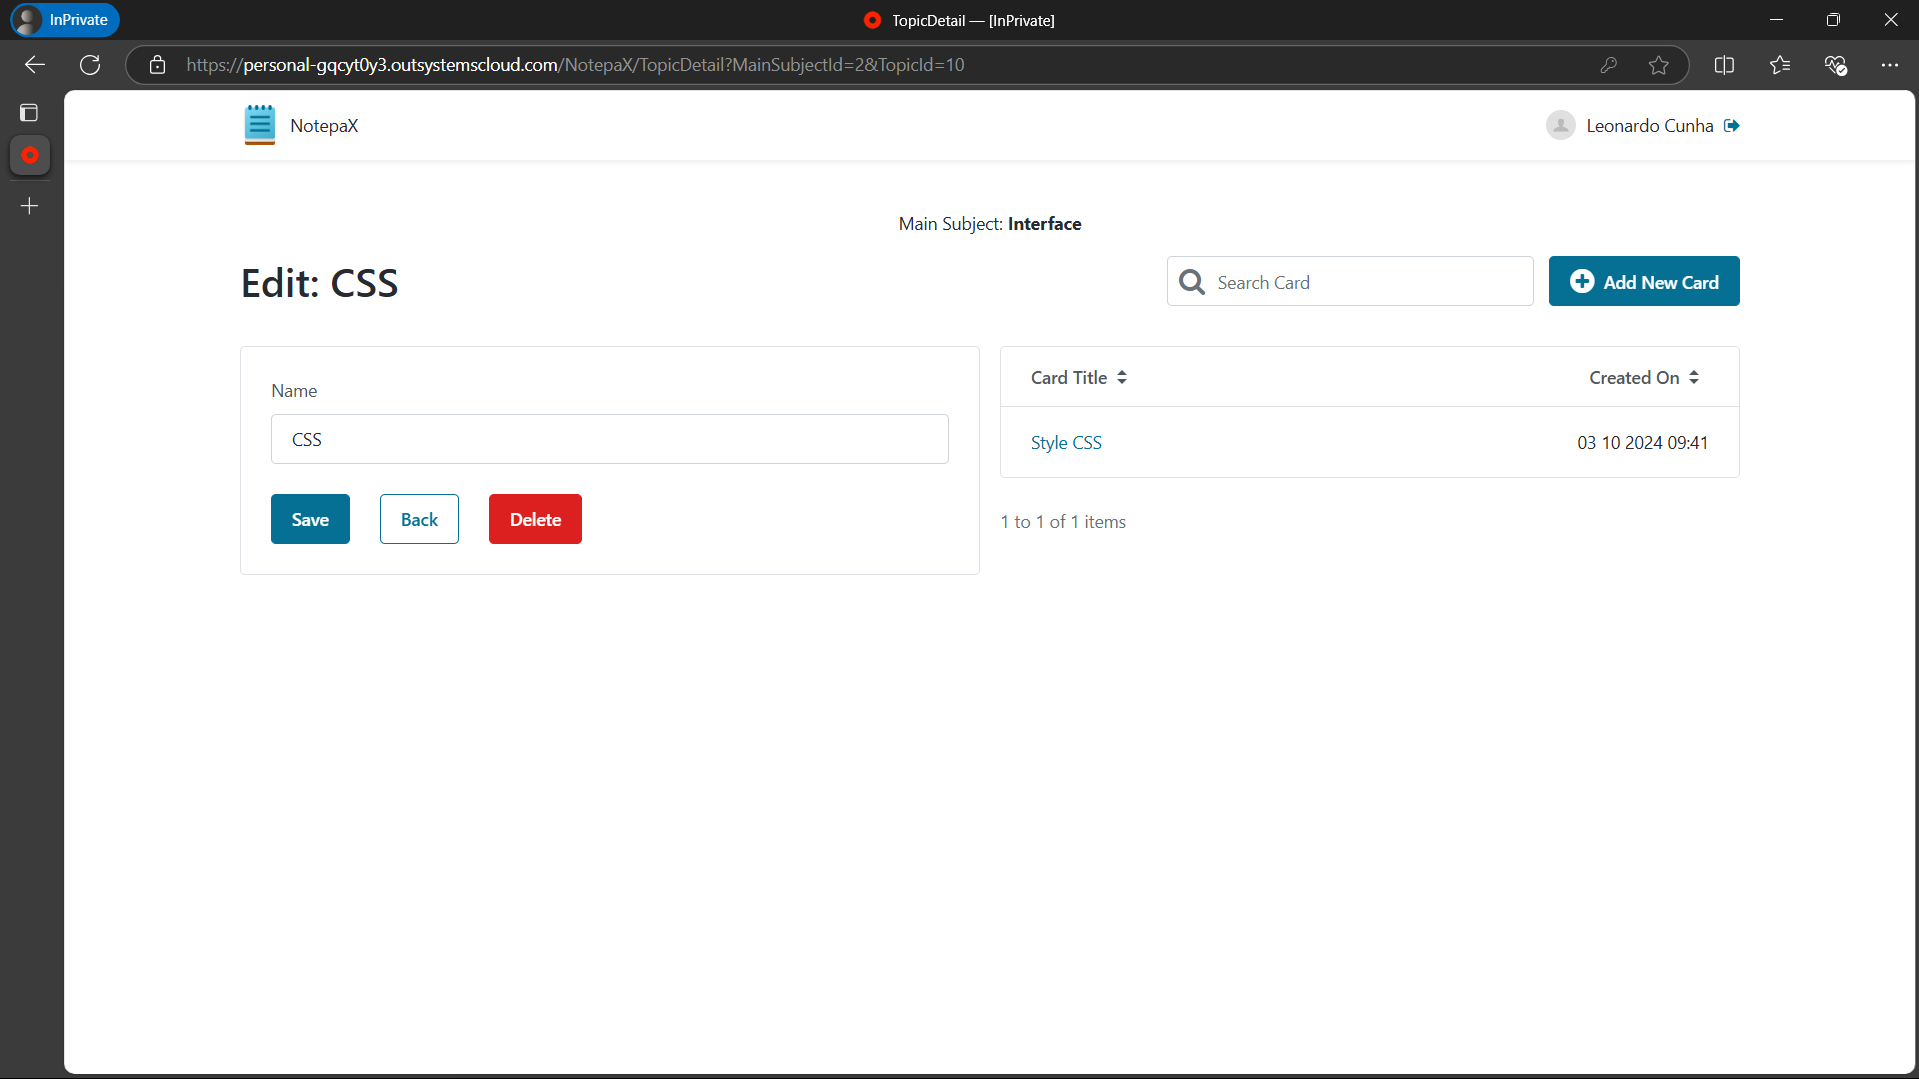 InPrivate
TopicDetail — [InPrivate]
https://personal-gqcyt0y3.outsystemscloud.com/NotepaX/TopicDetail?MainSubjectId=2&TopicId=10
NotepaX
Leonardo Cunha
Main Subject: Interface
Edit: CSS
Search Card
Add New Card
Name
CSS
Save
Back
Delete
Card Title
Created On
Style CSS
03 10 2024 09:41
1 to 1 of 1 items